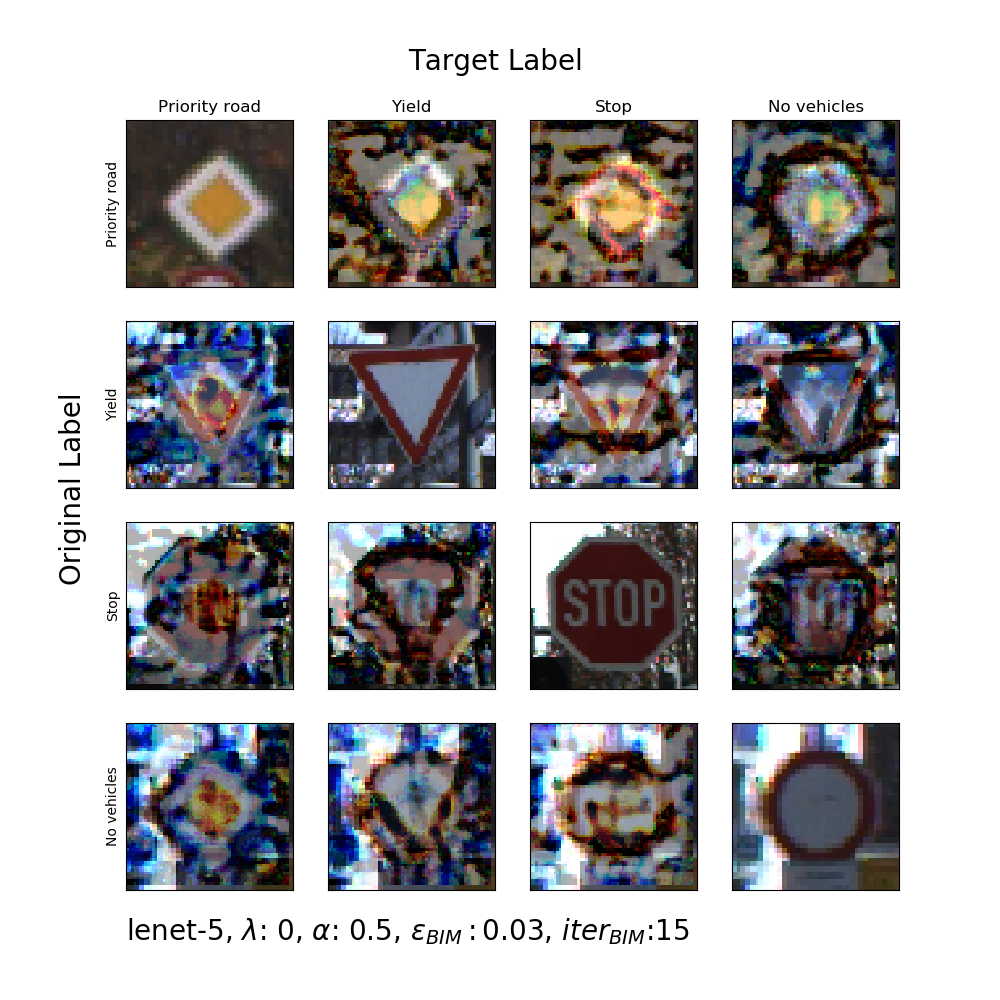 Target Label
Priority road Yield Stop No vehicles
Original Label
Priority road
Yield
Stop
STOP
No vehicles
lenet-5, λ: 0, α: 0.5, ε_BIM : 0.03, iter_BIM:15